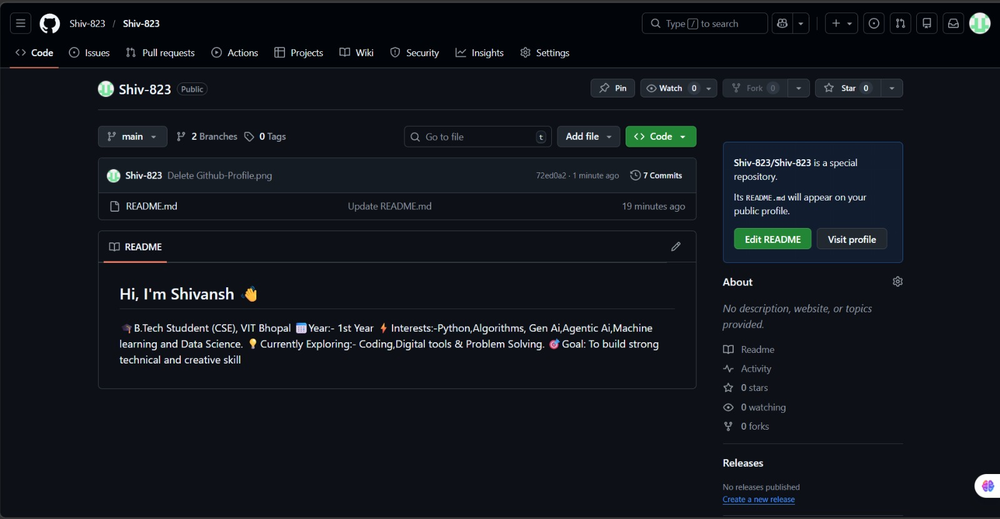 Shiv-823 / Shiv-823
Type / to search
Code
Issues
Pull requests
Actions
Projects
Wiki
Security
Insights
Settings
Shiv-823 Public
Pin
Watch 0
Fork 0
Star 0
main
2 Branches
0 Tags
Go to file t
Add file
Code
Shiv-823 Delete Github-Profile.png 72ed0a2 · 1 minute ago 7 Commits
README.md Update README.md 19 minutes ago
README
Hi, I'm Shivansh 👋
🎓B.Tech Studdent (CSE), VIT Bhopal 📅Year:- 1st Year ⚡Interests:-Python,Algorithms, Gen Ai,Agentic Ai,Machine
learning and Data Science. 💡Currently Exploring:- Coding,Digital tools & Problem Solving. 🎯Goal: To build strong
technical and creative skill
Shiv-823/Shiv-823 is a special
repository.
Its README.md will appear on your
public profile.
Edit README
Visit profile
About
No description, website, or topics
provided.
Readme
Activity
0 stars
0 watching
0 forks
Releases
No releases published
Create a new release